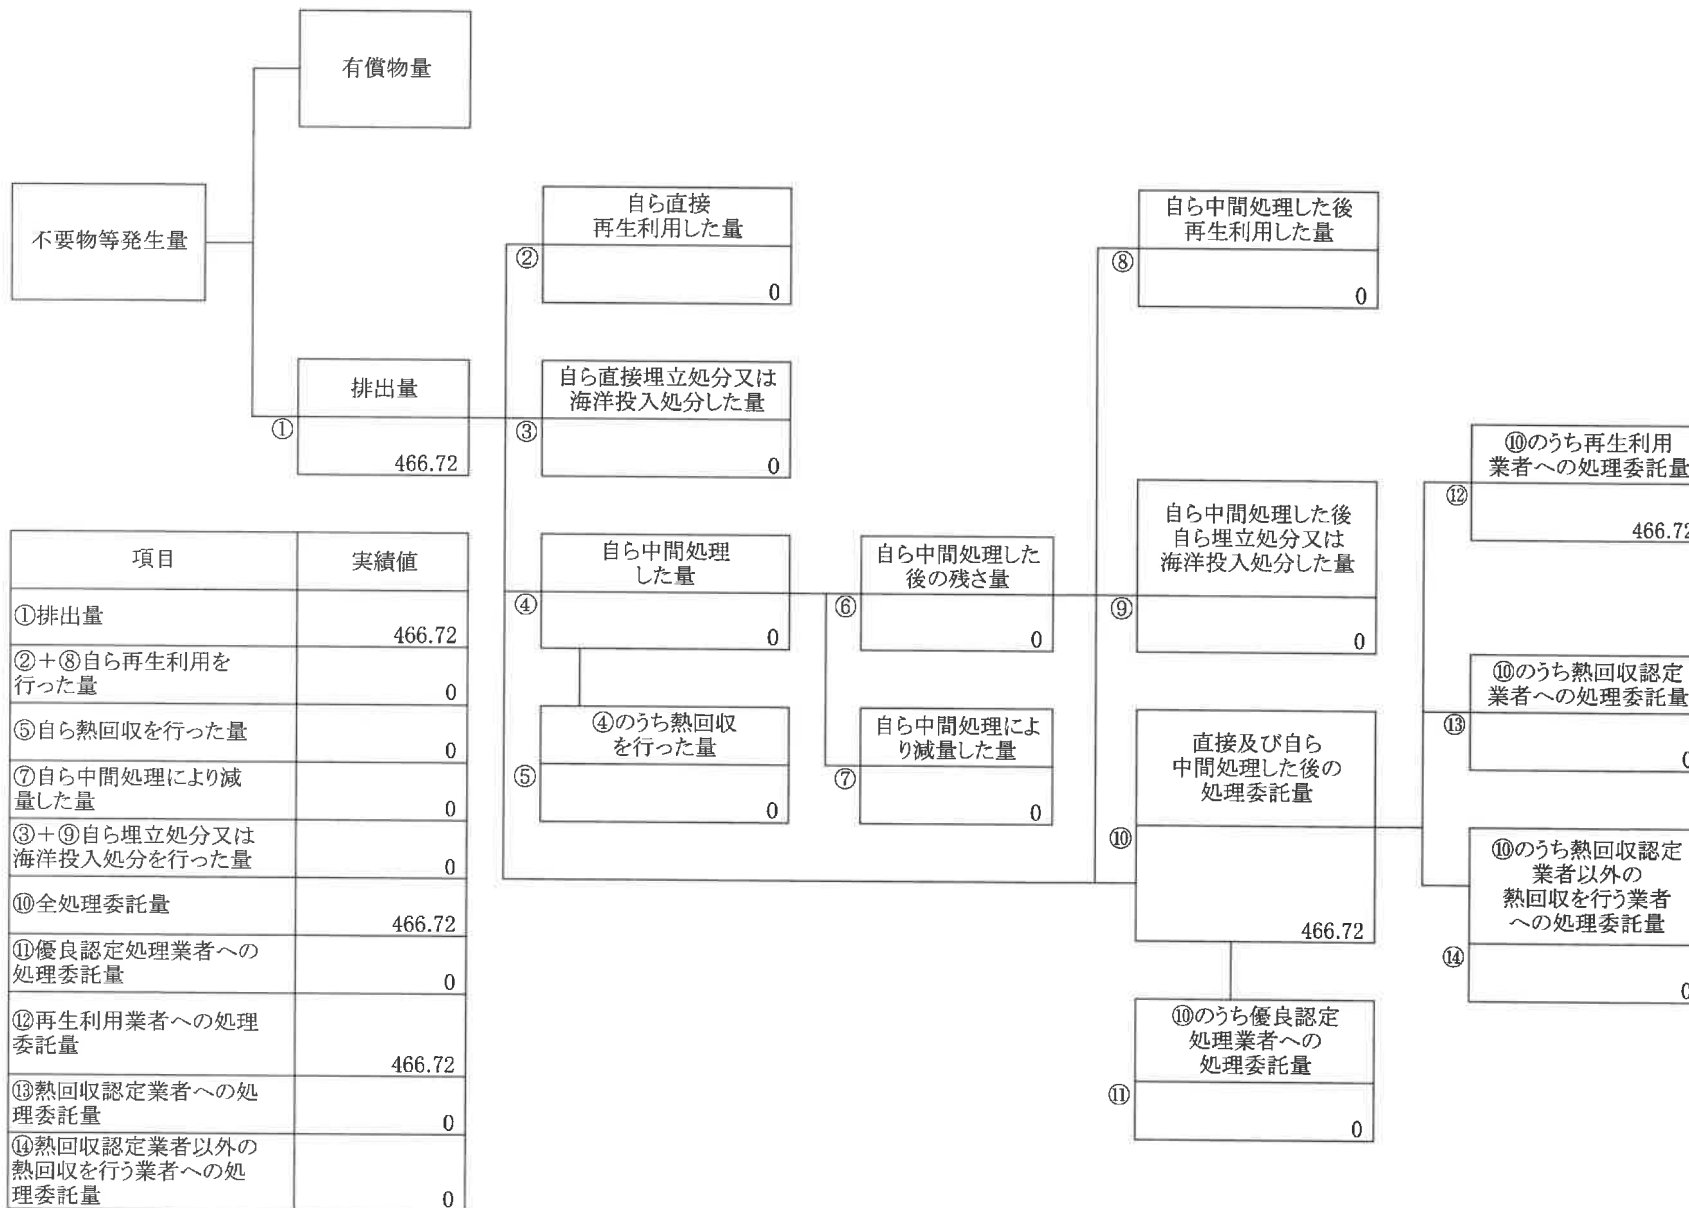 有償物量
不要物等発生量
排出量
①
466.72
自ら直接
再生利用した量
②
0
自ら直接埋立処分又は
海洋投入処分した量
③
0
自ら中間処理
した量
④
0
④のうち熱回収
を行った量
⑤
0
自ら中間処理した
後の残さ量
⑥
0
自ら中間処理によ
り減量した量
⑦
0
自ら中間処理した後
再生利用した量
⑧
0
自ら中間処理した後
自ら埋立処分又は
海洋投入処分した量
⑨
0
直接及び自ら
中間処理した後の
処理委託量
⑩
466.72
⑩のうち優良認定
処理業者への
処理委託量
⑪
0
⑩のうち再生利用
業者への処理委託量
⑫
466.72
⑩のうち熱回収認定
業者への処理委託量
⑬
0
⑩のうち熱回収認定
業者以外の
熱回収を行う業者
への処理委託量
⑭
0
項目 実績値
①排出量
466.72
②+⑧自ら再生利用を
行った量 0
⑤自ら熱回収を行った量
0
⑦自ら中間処理により減
量した量 0
③+⑨自ら埋立処分又は
海洋投入処分を行った量 0
⑩全処理委託量
466.72
⑪優良認定処理業者への
処理委託量 0
⑫再生利用業者への処理
委託量
466.72
⑬熱回収認定業者への処
理委託量 0
⑭熱回収認定業者以外の
熱回収を行う業者への処
理委託量 0